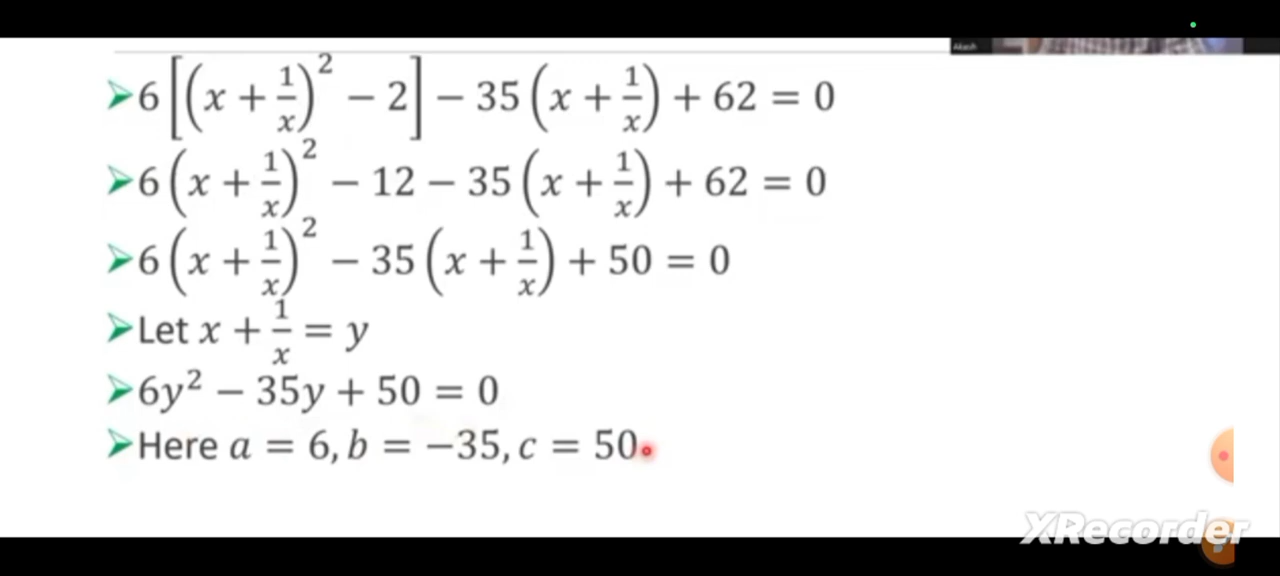 Akash
➤6[(x + 1/x)² − 2] − 35(x + 1/x) + 62 = 0
➤6(x + 1/x)² − 12 − 35(x + 1/x) + 62 = 0
➤6(x + 1/x)² − 35(x + 1/x) + 50 = 0
➤Let x + 1/x = y
➤6y² − 35y + 50 = 0
➤Here a = 6, b = −35, c = 50
XRecorder